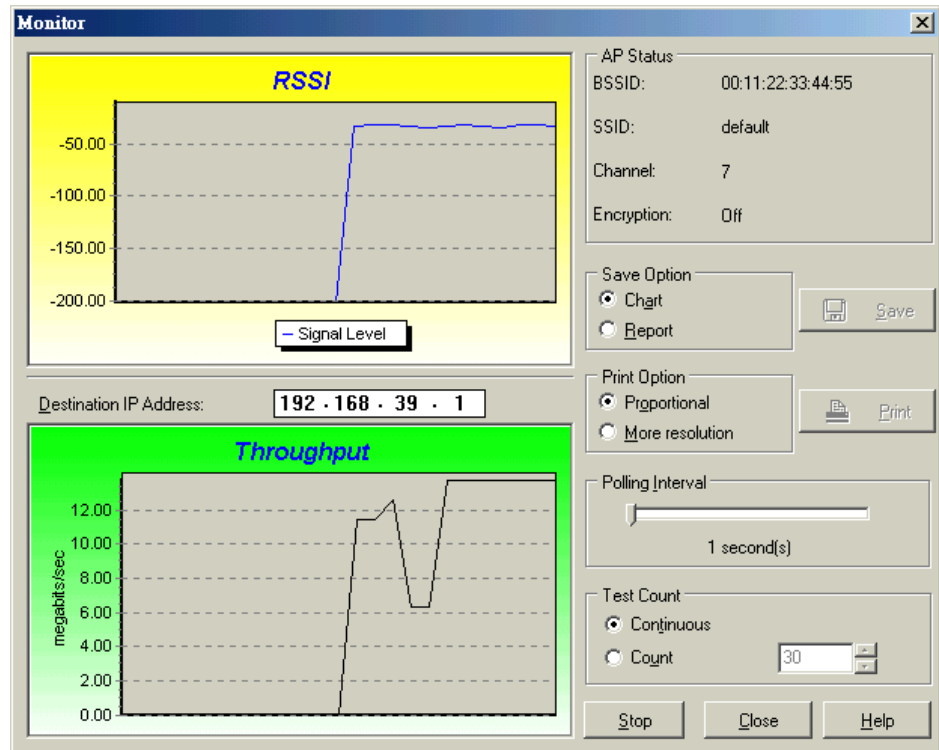 Monitor
RSSI
-50.00
-100.00
-150.00
-200.00
Signal Level
Destination IP Address: 192 . 168 . 39 . 1
Throughput
megabits/sec
12.00
10.00
8.00
6.00
4.00
2.00
0.00
AP Status
BSSID: 00:11:22:33:44:55
SSID: default
Channel: 7
Encryption: Off
Save Option
Chart
Report
Save
Print Option
Proportional
More resolution
Print
Polling Interval
1 second(s)
Test Count
Continuous
Count 30
Stop Close Help